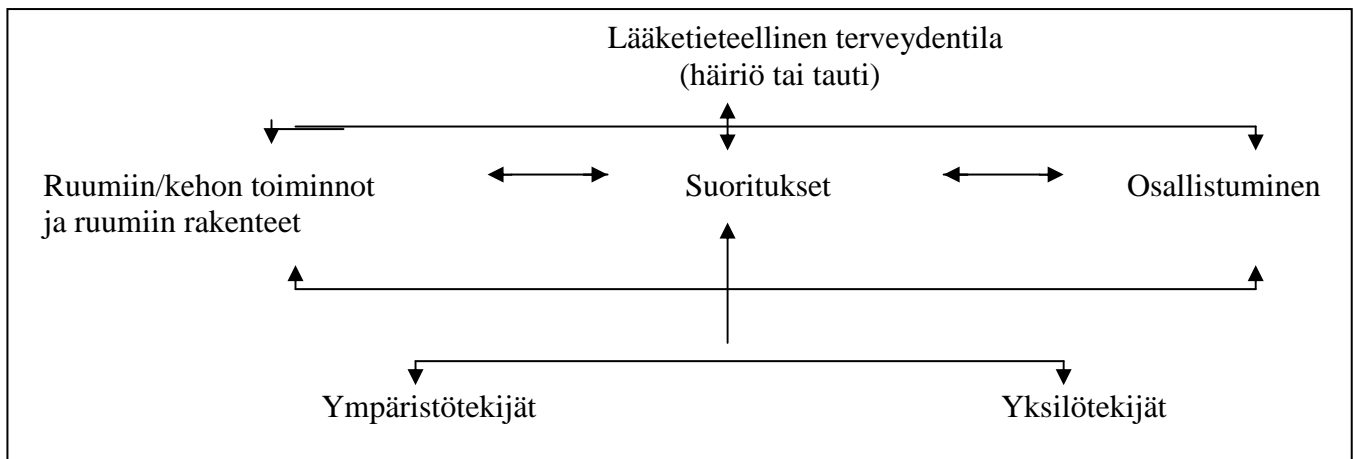 Lääketieteellinen terveydentila
(häiriö tai tauti)
Ruumiin/kehon toiminnot
ja ruumiin rakenteet
Suoritukset
Osallistuminen
Ympäristötekijät
Yksilötekijät